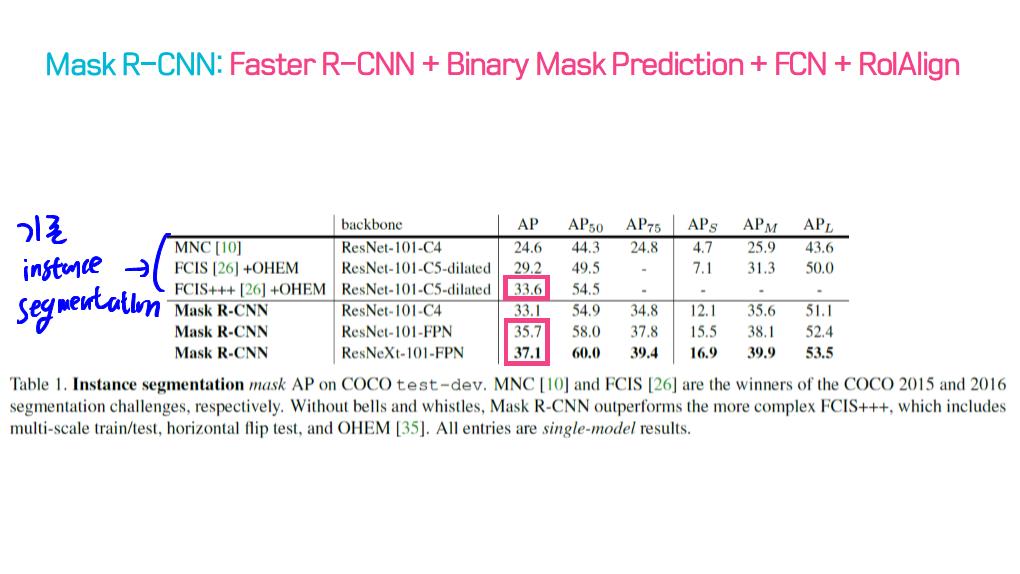 Mask R-CNN: Faster R-CNN + Binary Mask Prediction + FCN + RoIAlign
기존
instance →
segmentation
backbone AP AP50 AP75 APS APM APL
MNC [10] ResNet-101-C4 24.6 44.3 24.8 4.7 25.9 43.6
FCIS [26] +OHEM ResNet-101-C5-dilated 29.2 49.5 - 7.1 31.3 50.0
FCIS+++ [26] +OHEM ResNet-101-C5-dilated 33.6 54.5 - - - -
Mask R-CNN ResNet-101-C4 33.1 54.9 34.8 12.1 35.6 51.1
Mask R-CNN ResNet-101-FPN 35.7 58.0 37.8 15.5 38.1 52.4
Mask R-CNN ResNeXt-101-FPN 37.1 60.0 39.4 16.9 39.9 53.5
Table 1. Instance segmentation mask AP on COCO test-dev. MNC [10] and FCIS [26] are the winners of the COCO 2015 and 2016
segmentation challenges, respectively. Without bells and whistles, Mask R-CNN outperforms the more complex FCIS+++, which includes
multi-scale train/test, horizontal flip test, and OHEM [35]. All entries are single-model results.